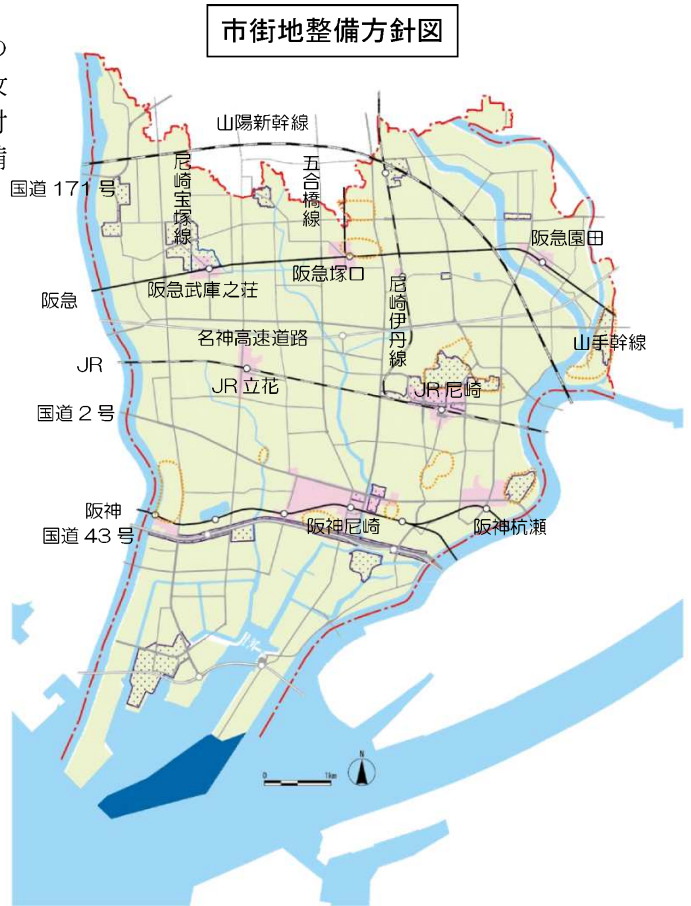 市街地整備方針図
山陽新幹線
尼崎宝塚線
五合橋線
国道171号
阪急園田
阪急塚口
阪急武庫之荘
阪急
尼崎伊丹線
名神高速道路
山手幹線
JR
JR立花
JR尼崎
国道2号
阪神
阪神尼崎
阪神杭瀬
国道43号
N
0 1km